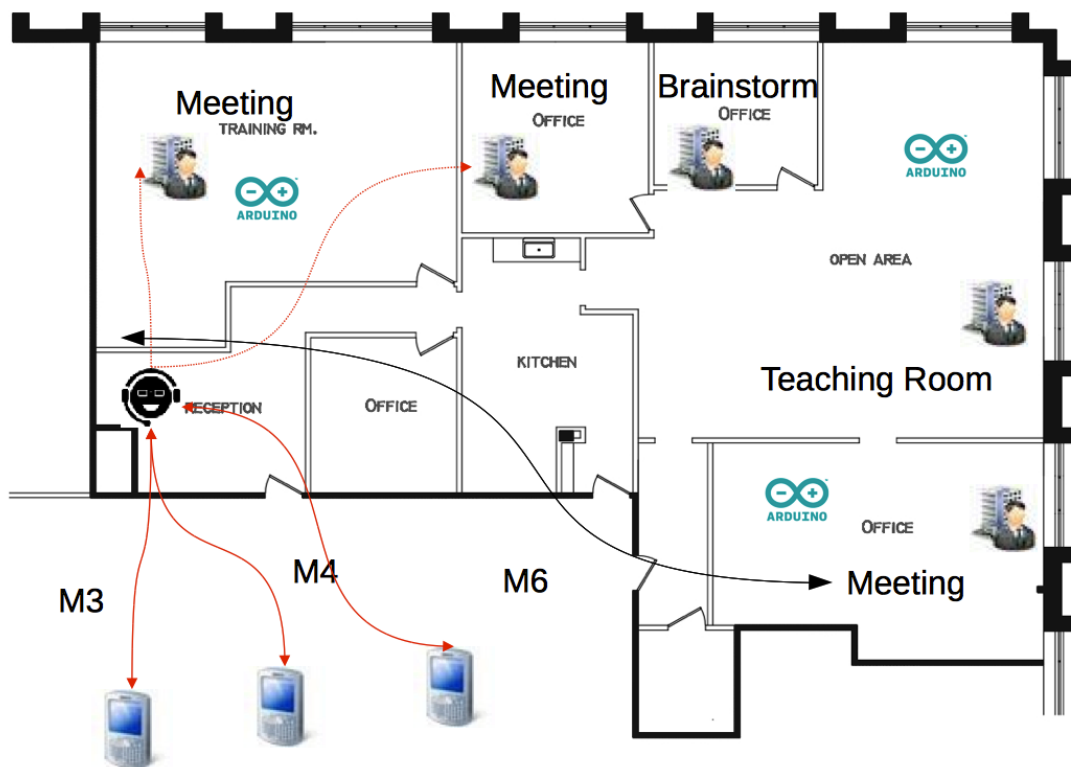 Meeting
TRAINING RM.
ARDUINO
Meeting
OFFICE
Brainstorm
OFFICE
ARDUINO
OPEN AREA
Teaching Room
RECEPTION
OFFICE
KITCHEN
ARDUINO
OFFICE
Meeting
M3
M4
M6